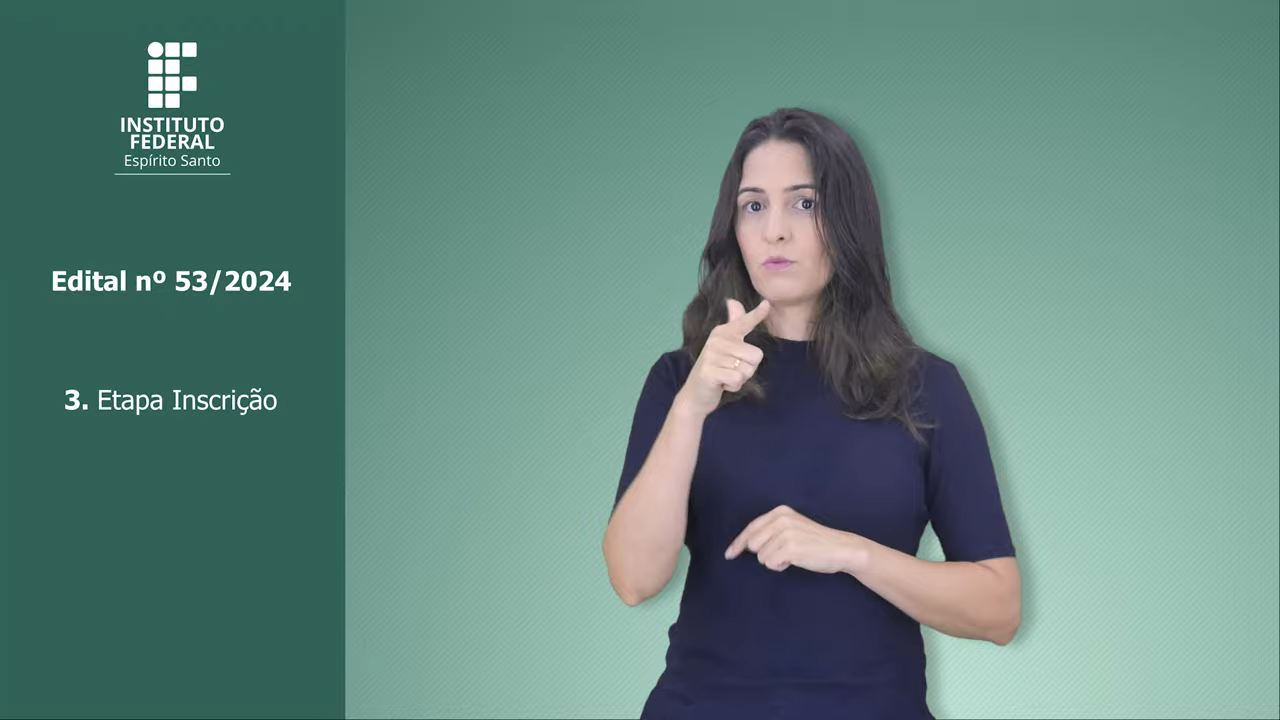 INSTITUTO
FEDERAL
Espírito Santo
Edital nº 53/2024
3. Etapa Inscrição